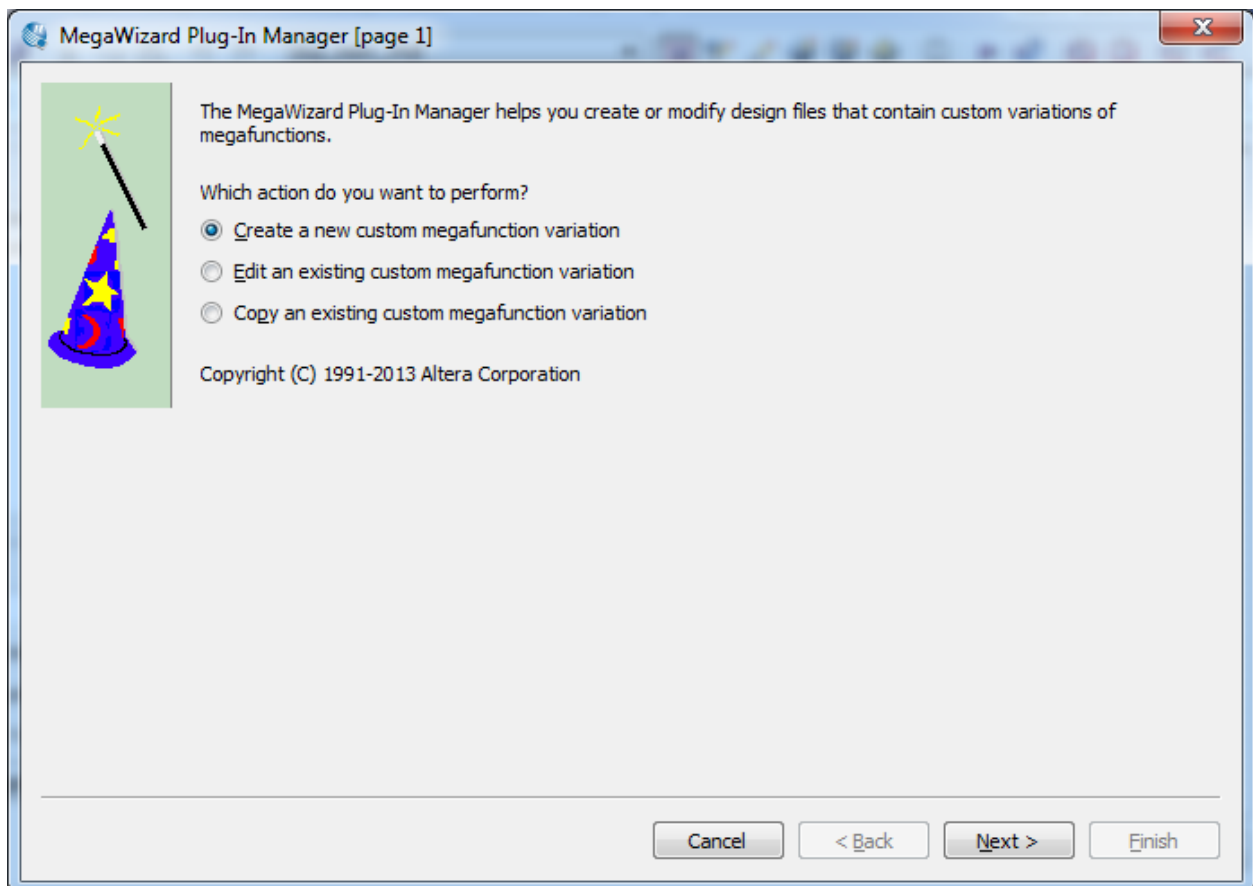 MegaWizard Plug-In Manager [page 1]
X
The MegaWizard Plug-In Manager helps you create or modify design files that contain custom variations of
megafunctions.
Which action do you want to perform?
Create a new custom megafunction variation
Edit an existing custom megafunction variation
Copy an existing custom megafunction variation
Copyright (C) 1991-2013 Altera Corporation
Cancel
< Back
Next >
Finish